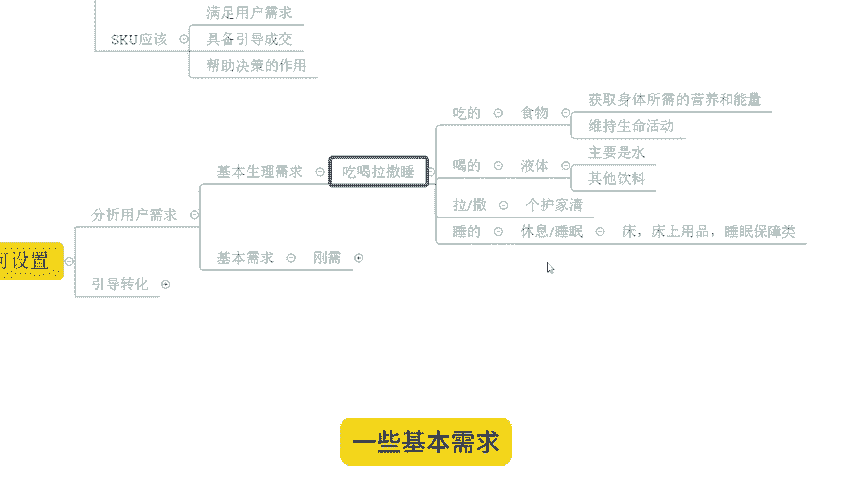 满足用户需求
SKU应该
具备引导成交
帮助决策的作用
获取身体所需的营养和能量
吃的
食物
维持生命活动
主要是水
喝的
液体
其他饮料
基本生理需求
吃喝拉撒睡
拉/撒
个护家清
分析用户需求
睡的
休息/睡眠
床，床上用品，睡眠保障类
何设置
基本需求
刚需
引导转化
一些基本需求